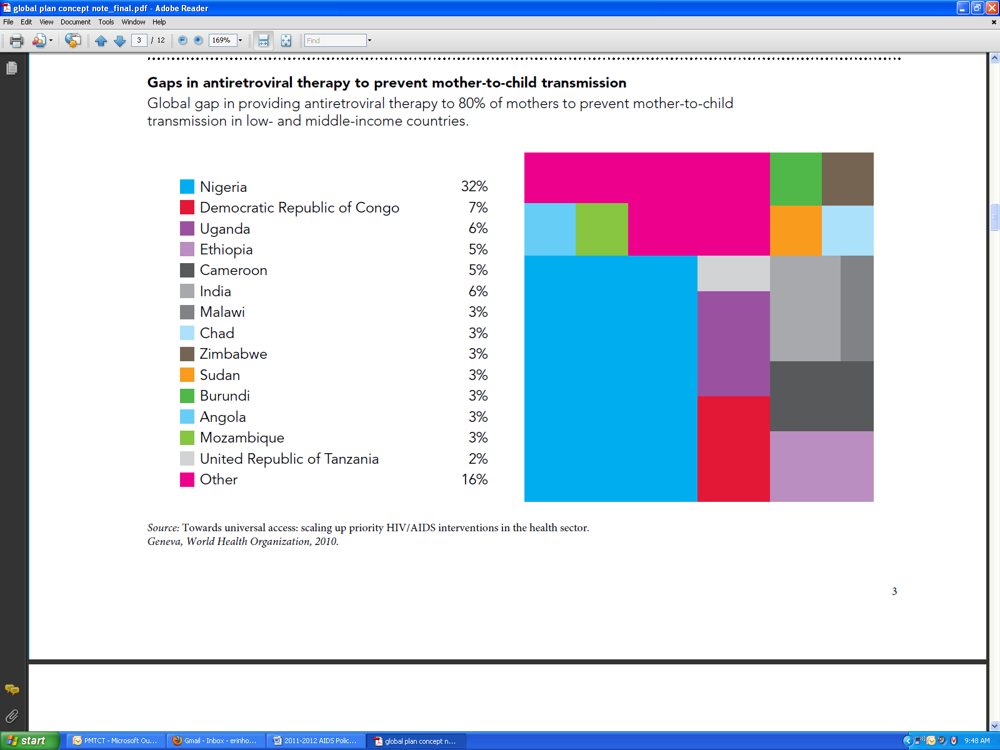 global plan concept note_final.pdf - Adobe Reader
File Edit View Document Tools Window Help
3 / 12 169% Find
Gaps in antiretroviral therapy to prevent mother-to-child transmission
Global gap in providing antiretroviral therapy to 80% of mothers to prevent mother-to-child
transmission in low- and middle-income countries.
Nigeria 32%
Democratic Republic of Congo 7%
Uganda 6%
Ethiopia 5%
Cameroon 5%
India 6%
Malawi 3%
Chad 3%
Zimbabwe 3%
Sudan 3%
Burundi 3%
Angola 3%
Mozambique 3%
United Republic of Tanzania 2%
Other 16%
Source: Towards universal access: scaling up priority HIV/AIDS interventions in the health sector.
Geneva, World Health Organization, 2010.
3
start PMTCT - Microsoft Ou... Gmail - Inbox - erinho... 2011-2012 AIDS Polic... global plan concept n... 9:48 AM